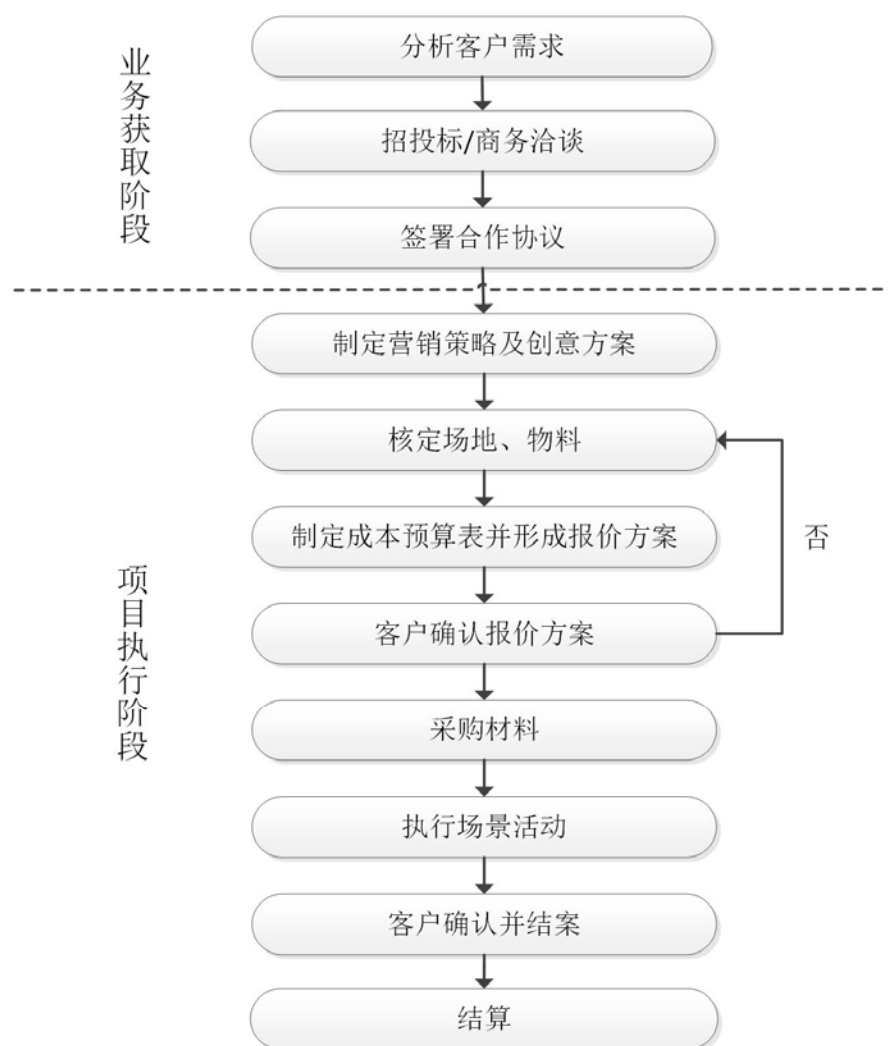 业务获取阶段
分析客户需求
招投标/商务洽谈
签署合作协议
项目执行阶段
制定营销策略及创意方案
核定场地、物料
制定成本预算表并形成报价方案
否
客户确认报价方案
采购材料
执行场景活动
客户确认并结案
结算